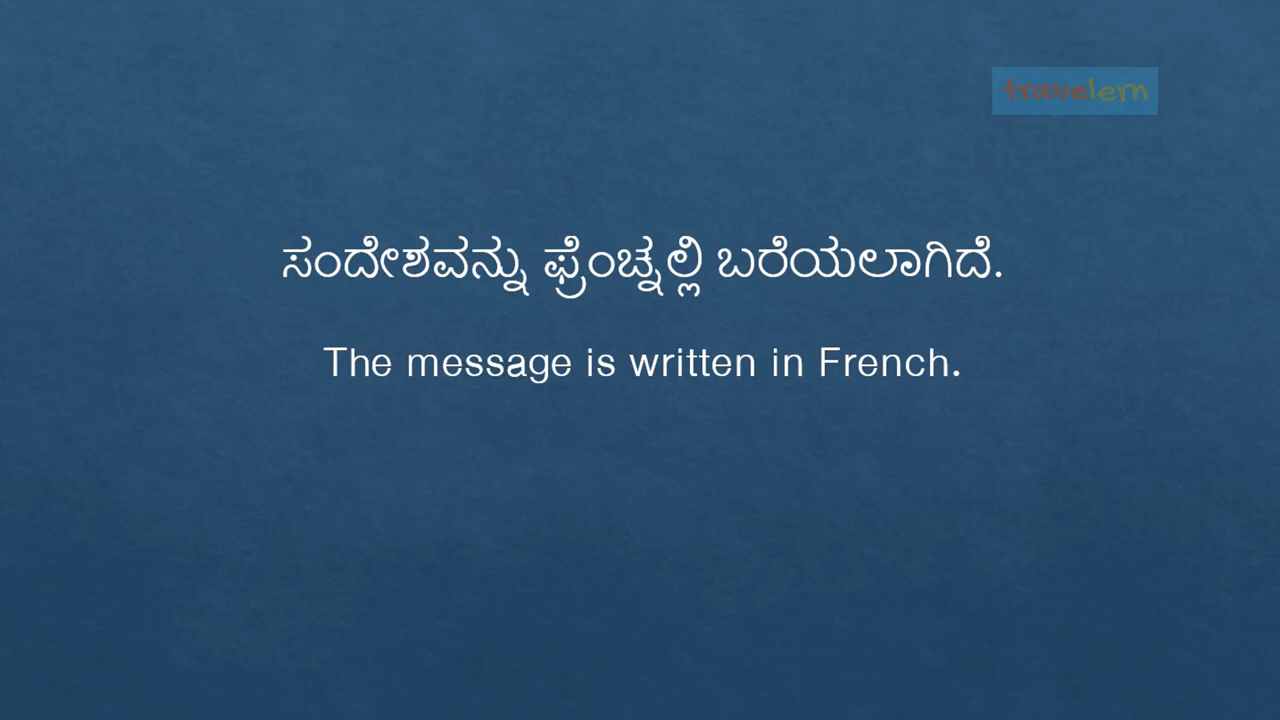 travelem
ಸಂದೇಶವನ್ನು ಫ್ರೆಂಚ್ನಲ್ಲಿ ಬರೆಯಲಾಗಿದೆ.
The message is written in French.